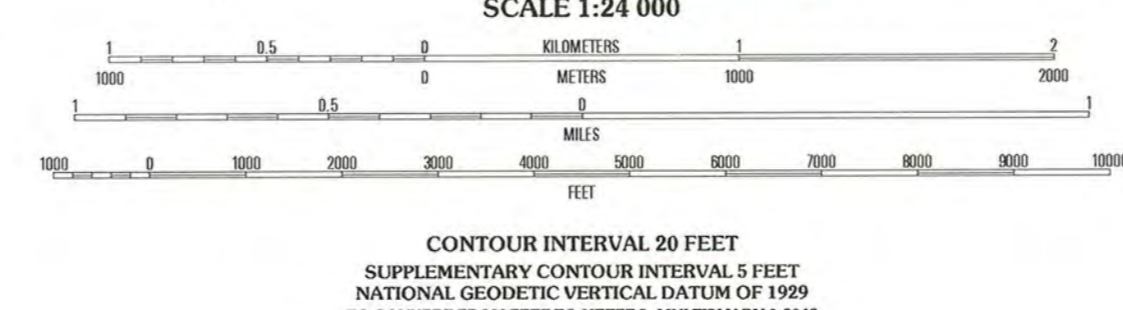 SCALE 1:24 000
1 0.5 0 KILOMETERS 1 2
1000 0 METERS 1000 2000
1 0.5 0 1
MILES
1000 0 1000 2000 3000 4000 5000 6000 7000 8000 9000 10000
FEET
CONTOUR INTERVAL 20 FEET
SUPPLEMENTARY CONTOUR INTERVAL 5 FEET
NATIONAL GEODETIC VERTICAL DATUM OF 1929